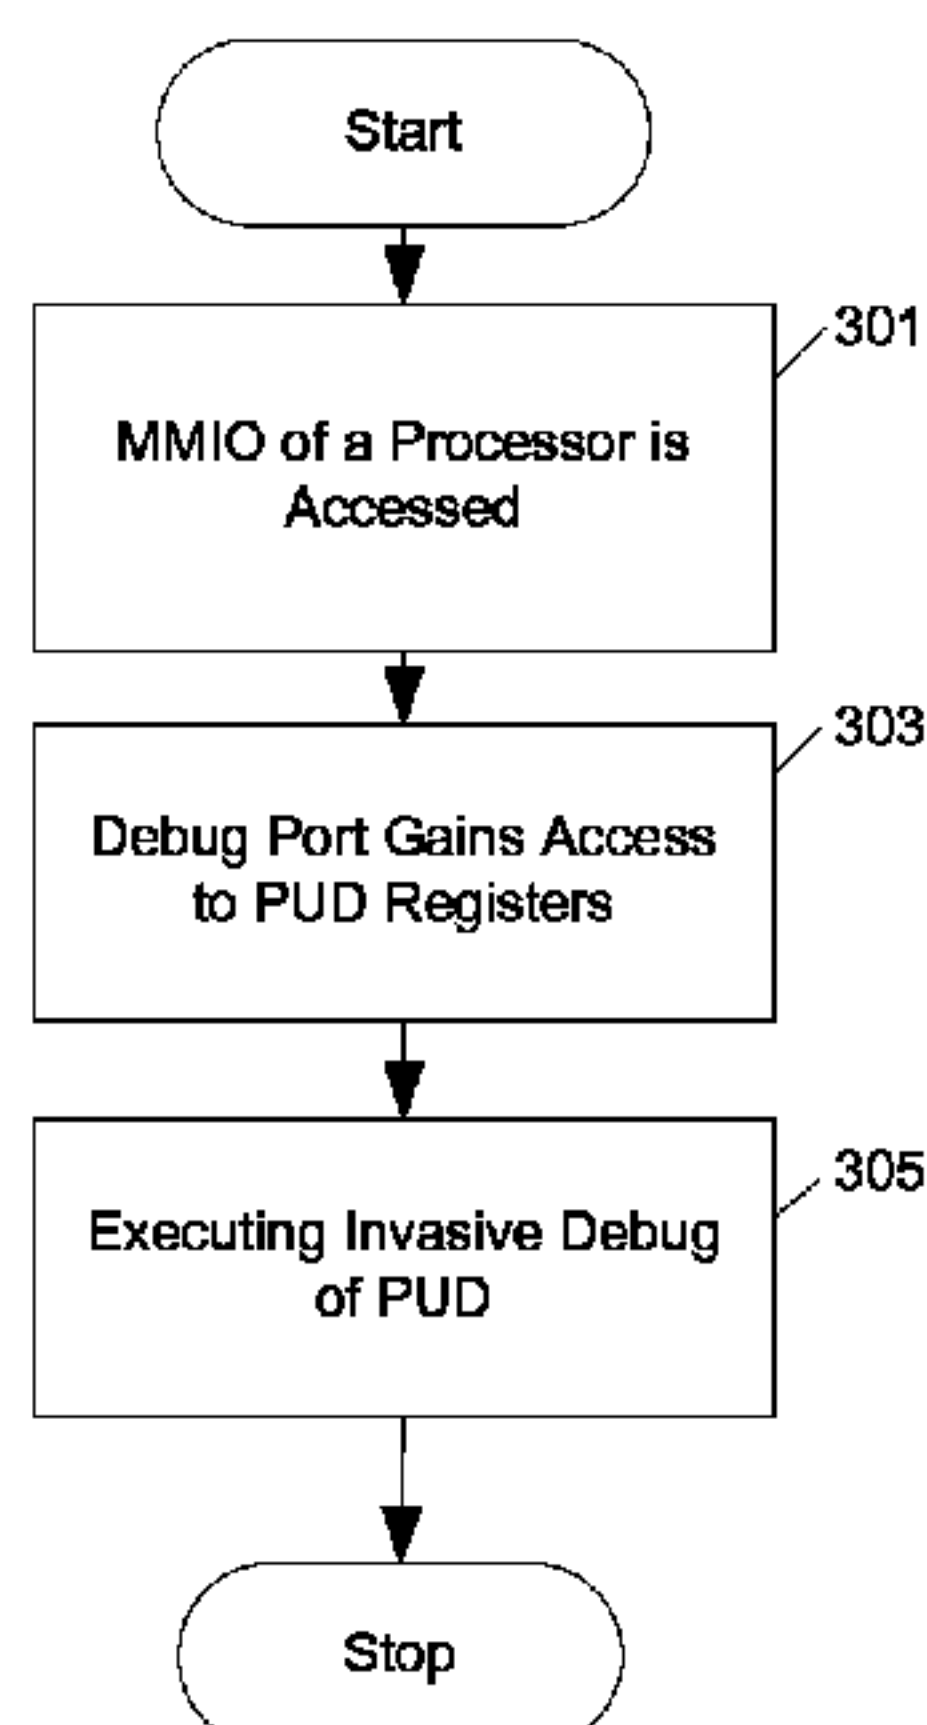 Start
301
MMIO of a Processor is
Accessed
303
Debug Port Gains Access
to PUD Registers
305
Executing Invasive Debug
of PUD
Stop